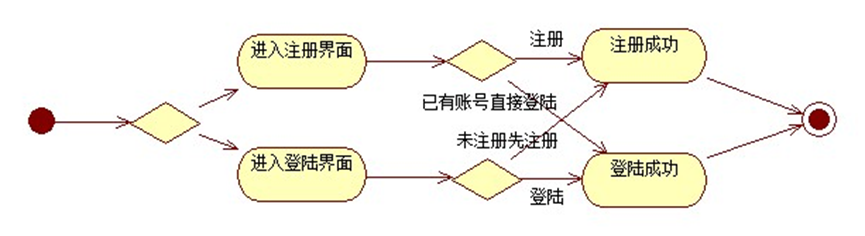 进入注册界面
注册
注册成功
已有账号直接登陆
未注册先注册
进入登陆界面
登陆
登陆成功